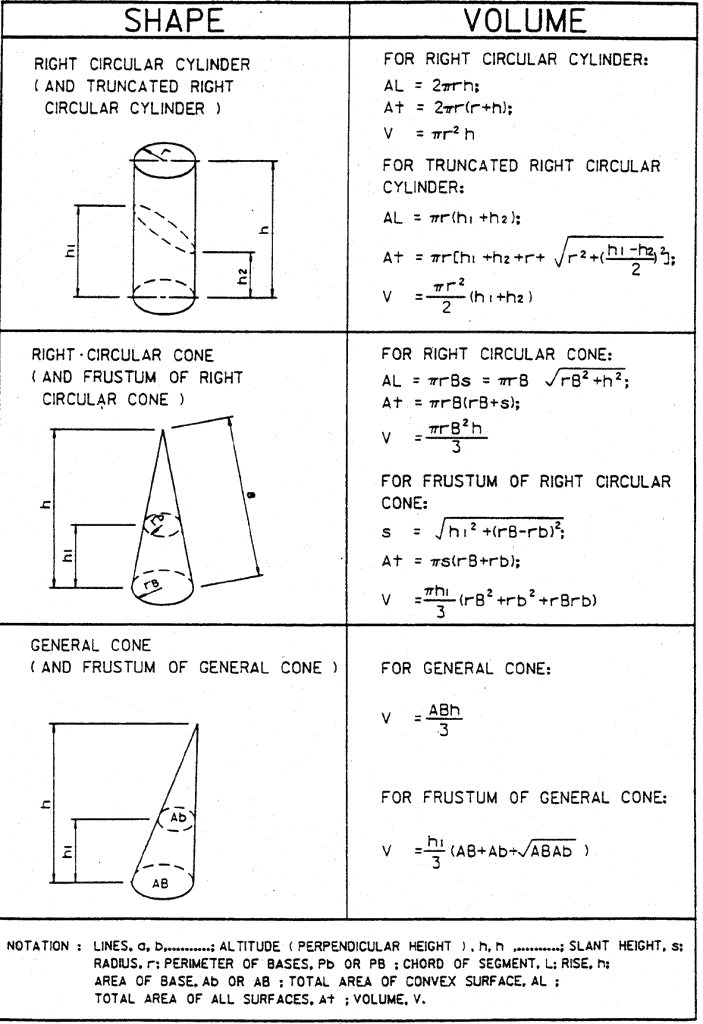 SHAPE
VOLUME
RIGHT CIRCULAR CYLINDER
( AND TRUNCATED RIGHT
CIRCULAR CYLINDER )
r
h1
h2
h
FOR RIGHT CIRCULAR CYLINDER:
AL = 2πrh;
At = 2πr(r+h);
V = πr² h
FOR TRUNCATED RIGHT CIRCULAR
CYLINDER:
AL = πr(h1 +h2);
At = πr[h1 +h2+r+ √r²+(h1-h2/2)²];
V = πr²/2 (h1+h2)
RIGHT-CIRCULAR CONE
( AND FRUSTUM OF RIGHT
CIRCULAR CONE )
h
h1
rb
rB
s
FOR RIGHT CIRCULAR CONE:
AL = πrBs = πrB √rB²+h²;
At = πrB(rB+s);
V = πrB²h/3
FOR FRUSTUM OF RIGHT CIRCULAR
CONE:
s = √h1²+(rB-rb)²;
At = πs(rB+rb);
V = πh1/3 (rB²+rb²+rBrb)
GENERAL CONE
( AND FRUSTUM OF GENERAL CONE )
h
h1
Ab
AB
FOR GENERAL CONE:
V = ABh/3
FOR FRUSTUM OF GENERAL CONE:
V = h1/3 (AB+Ab+√ABAb )
NOTATION : LINES, a, b,...........; ALTITUDE ( PERPENDICULAR HEIGHT ), h, h ,...........; SLANT HEIGHT, s;
RADIUS, r; PERIMETER OF BASES, Pb OR PB ; CHORD OF SEGMENT, L; RISE, h;
AREA OF BASE, Ab OR AB ; TOTAL AREA OF CONVEX SURFACE, AL ;
TOTAL AREA OF ALL SURFACES, At ; VOLUME, V.